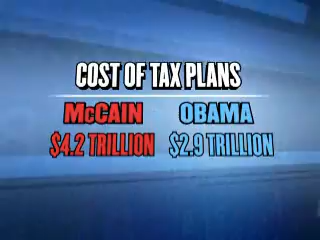 COST OF TAX PLANS
McCAIN OBAMA
$4.2 TRILLION $2.9 TRILLION